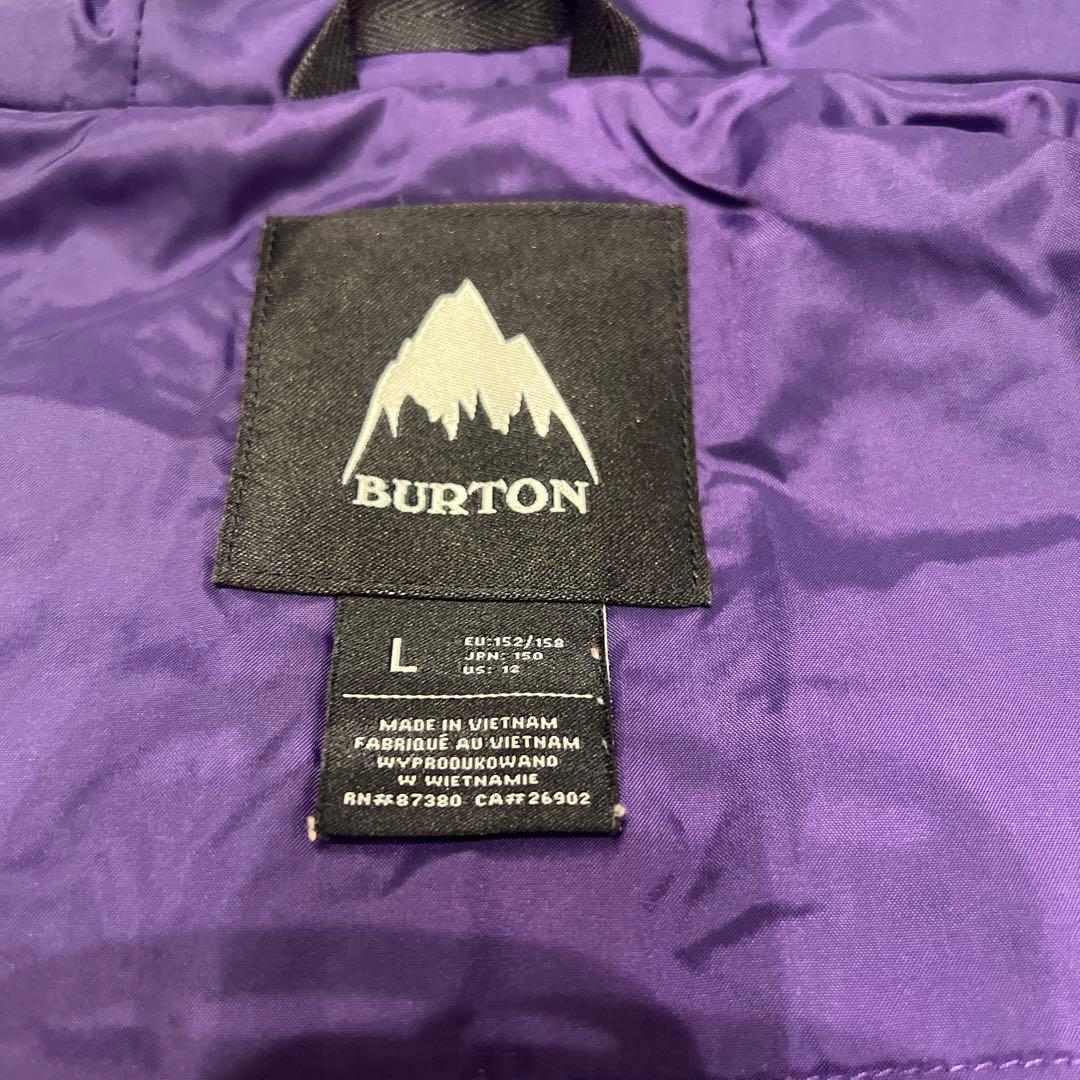 BURTON
L
EU:152/158
JPN: 150
US: 12
MADE IN VIETNAM
FABRIQUÉ AU VIETNAM
WYPRODUKOWANO
W WIETNAMIE
RN#87380 CA#26902